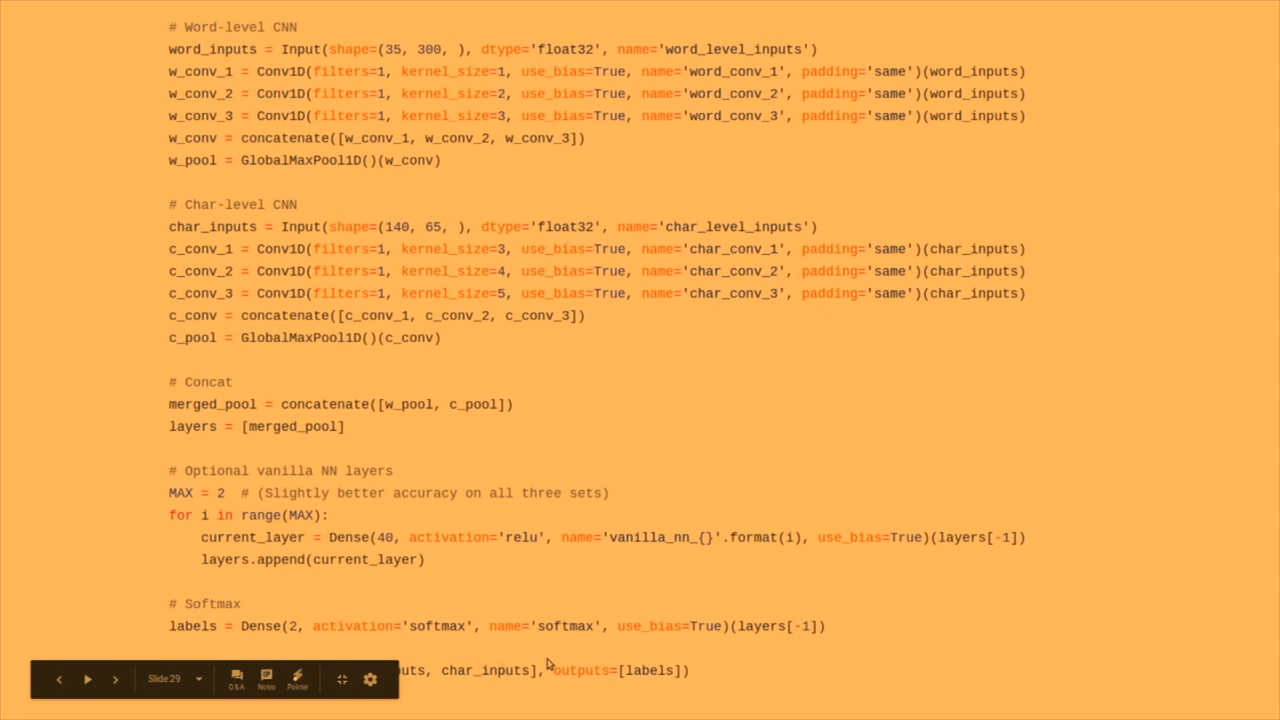 # Word-level CNN
word_inputs = Input(shape=(35, 300, ), dtype='float32', name='word_level_inputs')
w_conv_1 = Conv1D(filters=1, kernel_size=1, use_bias=True, name='word_conv_1', padding='same')(word_inputs)
w_conv_2 = Conv1D(filters=1, kernel_size=2, use_bias=True, name='word_conv_2', padding='same')(word_inputs)
w_conv_3 = Conv1D(filters=1, kernel_size=3, use_bias=True, name='word_conv_3', padding='same')(word_inputs)
w_conv = concatenate([w_conv_1, w_conv_2, w_conv_3])
w_pool = GlobalMaxPool1D()(w_conv)

# Char-level CNN
char_inputs = Input(shape=(140, 65, ), dtype='float32', name='char_level_inputs')
c_conv_1 = Conv1D(filters=1, kernel_size=3, use_bias=True, name='char_conv_1', padding='same')(char_inputs)
c_conv_2 = Conv1D(filters=1, kernel_size=4, use_bias=True, name='char_conv_2', padding='same')(char_inputs)
c_conv_3 = Conv1D(filters=1, kernel_size=5, use_bias=True, name='char_conv_3', padding='same')(char_inputs)
c_conv = concatenate([c_conv_1, c_conv_2, c_conv_3])
c_pool = GlobalMaxPool1D()(c_conv)

# Concat
merged_pool = concatenate([w_pool, c_pool])
layers = [merged_pool]

# Optional vanilla NN layers
MAX = 2  # (Slightly better accuracy on all three sets)
for i in range(MAX):
    current_layer = Dense(40, activation='relu', name='vanilla_nn_{}'.format(i), use_bias=True)(layers[-1])
    layers.append(current_layer)

# Softmax
labels = Dense(2, activation='softmax', name='softmax', use_bias=True)(layers[-1])

char_inputs], outputs=[labels])
Slide 29
Q & A Notes Pointer